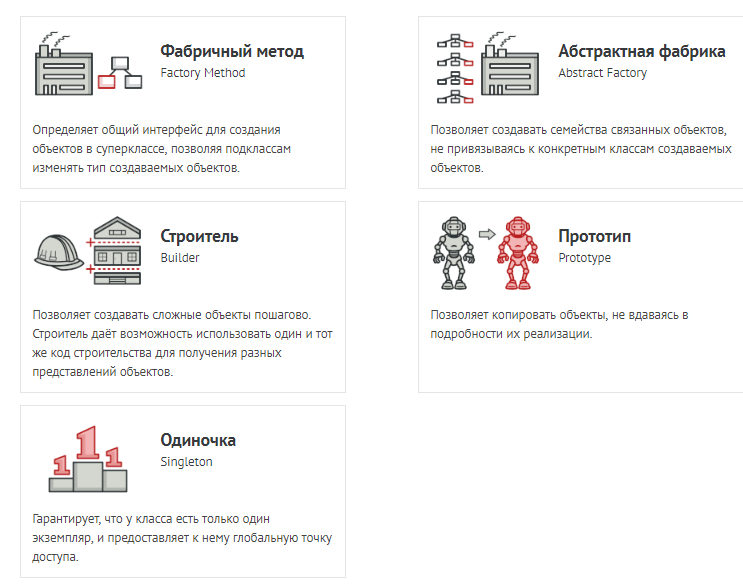 Фабричный метод
Factory Method
Определяет общий интерфейс для создания
объектов в суперклассе, позволяя подклассам
изменять тип создаваемых объектов.
Абстрактная фабрика
Abstract Factory
Позволяет создавать семейства связанных объектов,
не привязываясь к конкретным классам создаваемых
объектов.
Строитель
Builder
Позволяет создавать сложные объекты пошагово.
Строитель даёт возможность использовать один и тот
же код строительства для получения разных
представлений объектов.
Прототип
Prototype
Позволяет копировать объекты, не вдаваясь в
подробности их реализации.
1 1 1
Одиночка
Singleton
Гарантирует, что у класса есть только один
экземпляр, и предоставляет к нему глобальную точку
доступа.